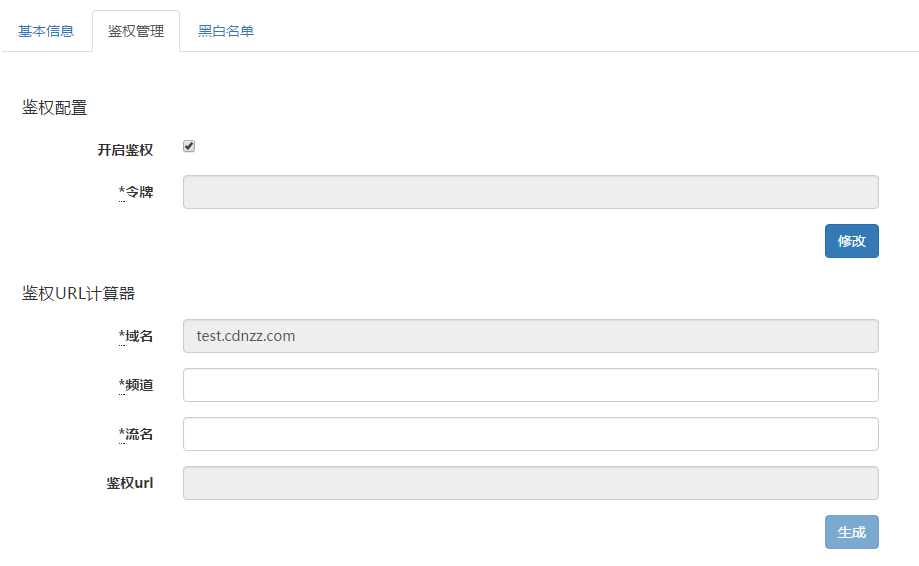 基本信息 鉴权管理 黑白名单
鉴权配置
开启鉴权
*令牌
修改
鉴权URL计算器
*域名 test.cdnzz.com
*频道
*流名
鉴权url
生成